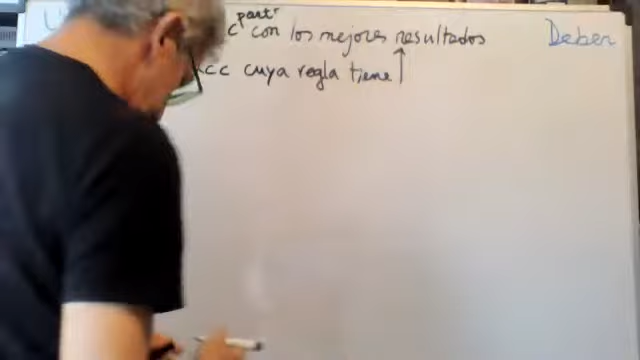 part
c con los mejores resultados
Deber
cc cuya regla tiene